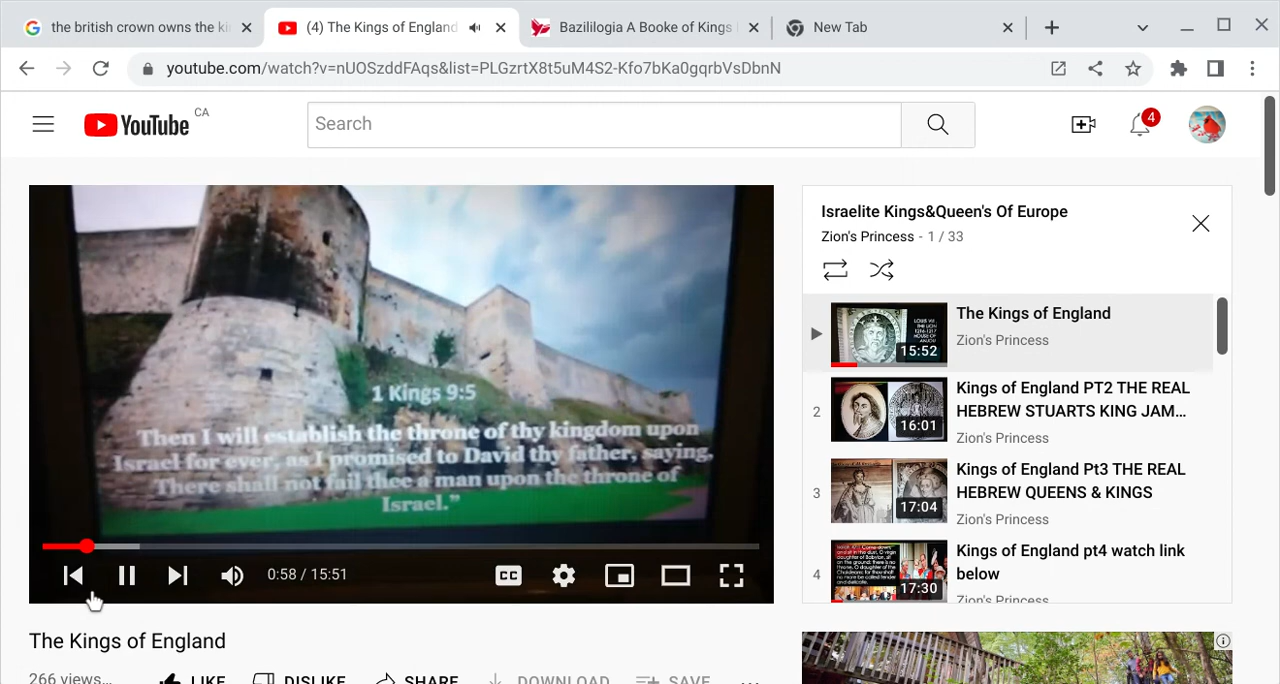 the british crown owns the ki
(4) The Kings of England
Bazililogia A Booke of Kings
New Tab
youtube.com/watch?v=nUOSzddFAqs&list=PLGzrtX8t5uM4S2-Kfo7bKa0gqrbVsDbnN
YouTube CA
Search
4
1 Kings 9:5
Then I will establish the throne of thy kingdom upon
Israel for ever, as I promised to David thy father, saying,
There shall not fail thee a man upon the throne of
Israel."
CC
0:58 / 15:51
The Kings of England
266 views...
LIKE
DISLIKE
SHARE
DOWNLOAD
SAVE
Israelite Kings&Queen's Of Europe
Zion's Princess - 1 / 33
15:52
The Kings of England
Zion's Princess
2
16:01
Kings of England PT2 THE REAL
HEBREW STUARTS KING JAM...
Zion's Princess
3
17:04
Kings of England Pt3 THE REAL
HEBREW QUEENS & KINGS
Zion's Princess
4
17:30
Kings of England pt4 watch link
below
Zion's Princess